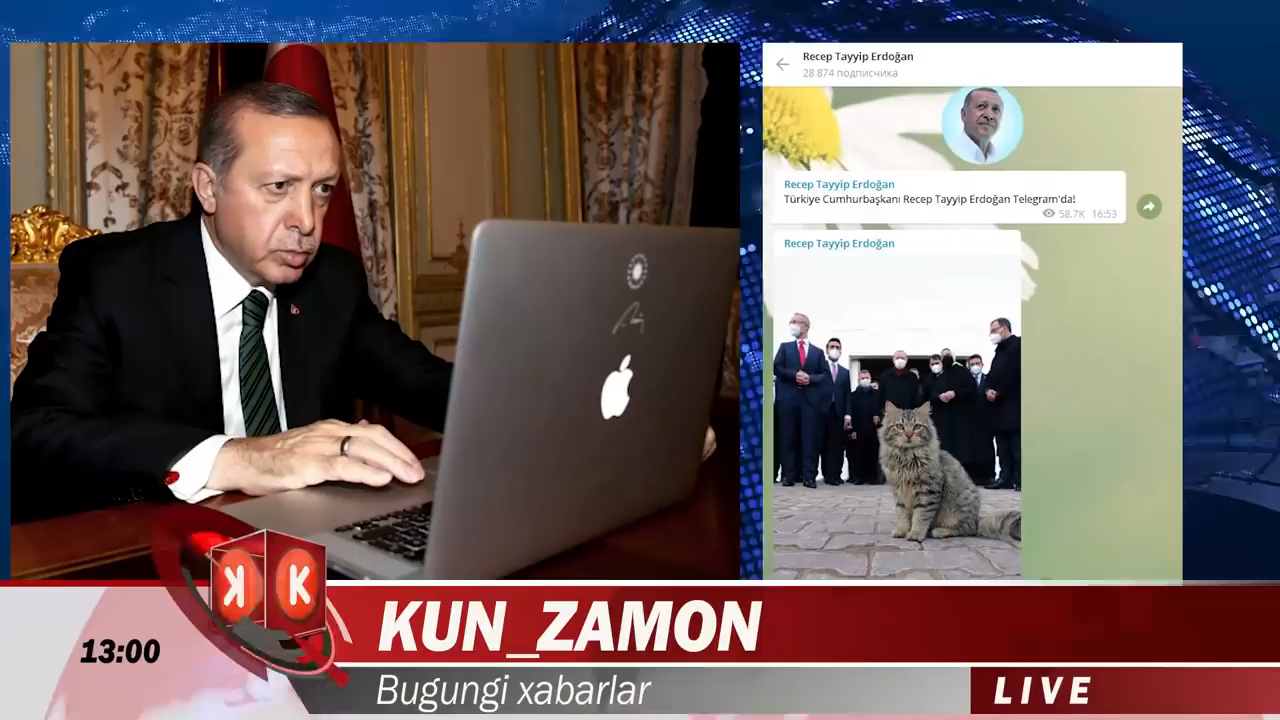 Recep Tayyip Erdoğan
28 874 подписчика
Recep Tayyip Erdoğan
Türkiye Cumhurbaşkanı Recep Tayyip Erdoğan Telegram'da!
58.7K 16:53
Recep Tayyip Erdoğan
K K
KUN_ZAMON
13:00
Bugungi xabarlar
LIVE